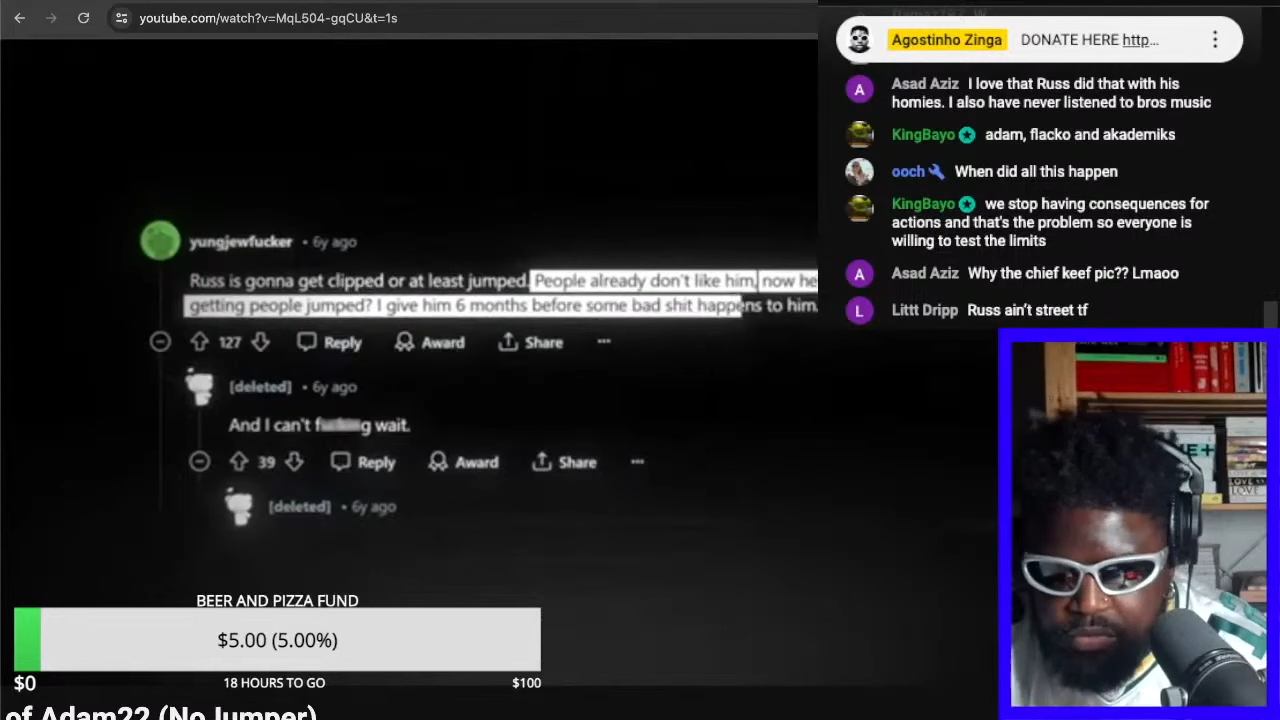 youtube.com/watch?v=MqL504-gqCU&t=1s
Agostinho Zinga DONATE HERE http...
Asad Aziz I love that Russ did that with his
homies. I also have never listened to bros music
KingBayo adam, flacko and akademiks
ooch When did all this happen
KingBayo we stop having consequences for
actions and that's the problem so everyone is
willing to test the limits
Asad Aziz Why the chief keef pic?? Lmaoo
Littt Dripp Russ ain't street tf
yungjewfucker • 6y ago
Russ is gonna get clipped or at least jumped. People already don't like him, now he
getting people jumped? I give him 6 months before some bad shit happens to him.
127 Reply Award Share ...
[deleted] • 6y ago
And I can't f g wait.
39 Reply Award Share ...
[deleted] • 6y ago
BEER AND PIZZA FUND
$5.00 (5.00%)
$0 18 HOURS TO GO $100
of Adam22 (No Jumper)
LOVE
LOVE